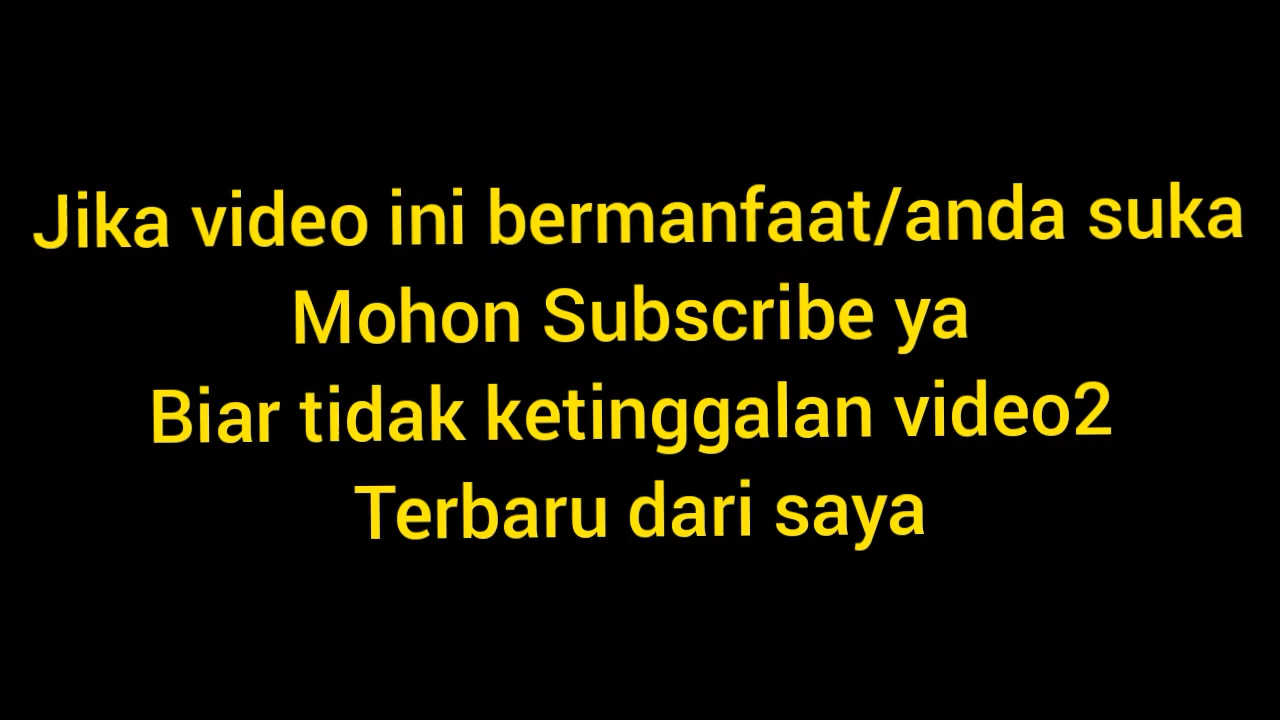 Jika video ini bermanfaat/anda suka
Mohon Subscribe ya
Biar tidak ketinggalan video2
Terbaru dari saya